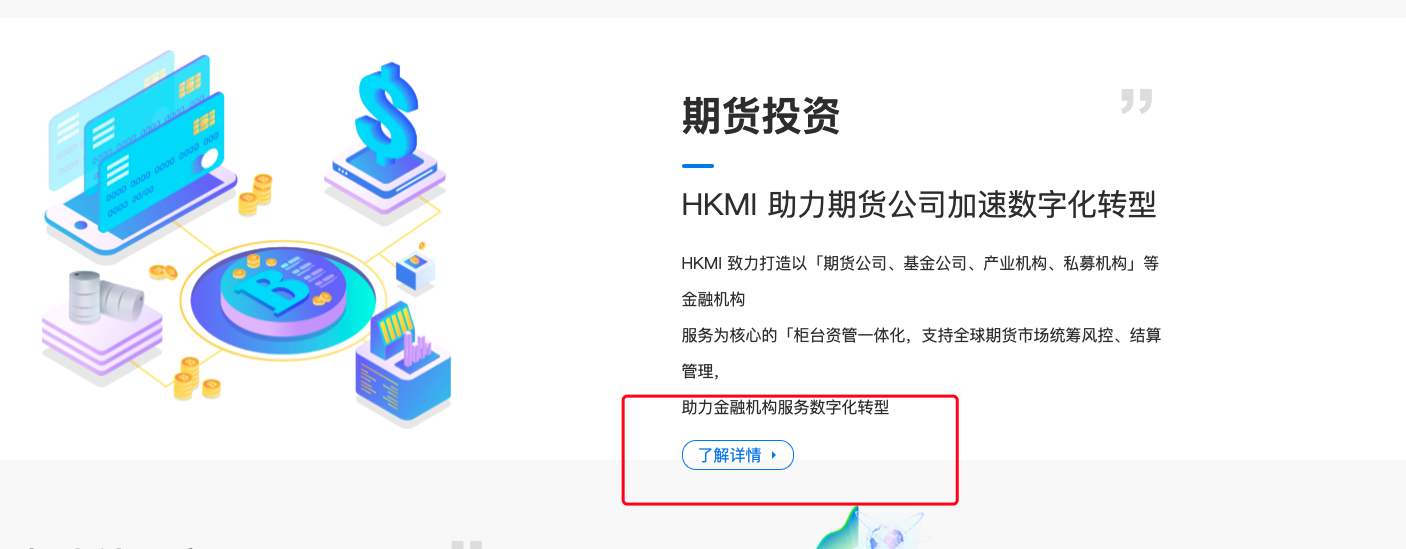 期货投资
HKMI 助力期货公司加速数字化转型
HKMI 致力打造以「期货公司、基金公司、产业机构、私募机构」等
金融机构
服务为核心的「柜台资管一体化，支持全球期货市场统筹风控、结算
管理，
助力金融机构服务数字化转型
了解详情